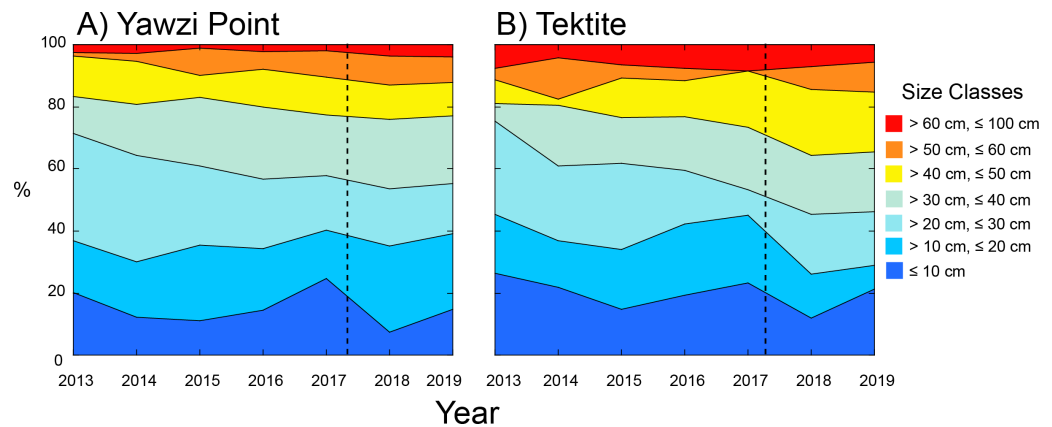 A) Yawzi Point
B) Tektite
100
80
60
40
20
0
%
2013 2014 2015 2016 2017 2018 2019
2013 2014 2015 2016 2017 2018 2019
Year
Size Classes
> 60 cm, ≤ 100 cm
> 50 cm, ≤ 60 cm
> 40 cm, ≤ 50 cm
> 30 cm, ≤ 40 cm
> 20 cm, ≤ 30 cm
> 10 cm, ≤ 20 cm
≤ 10 cm